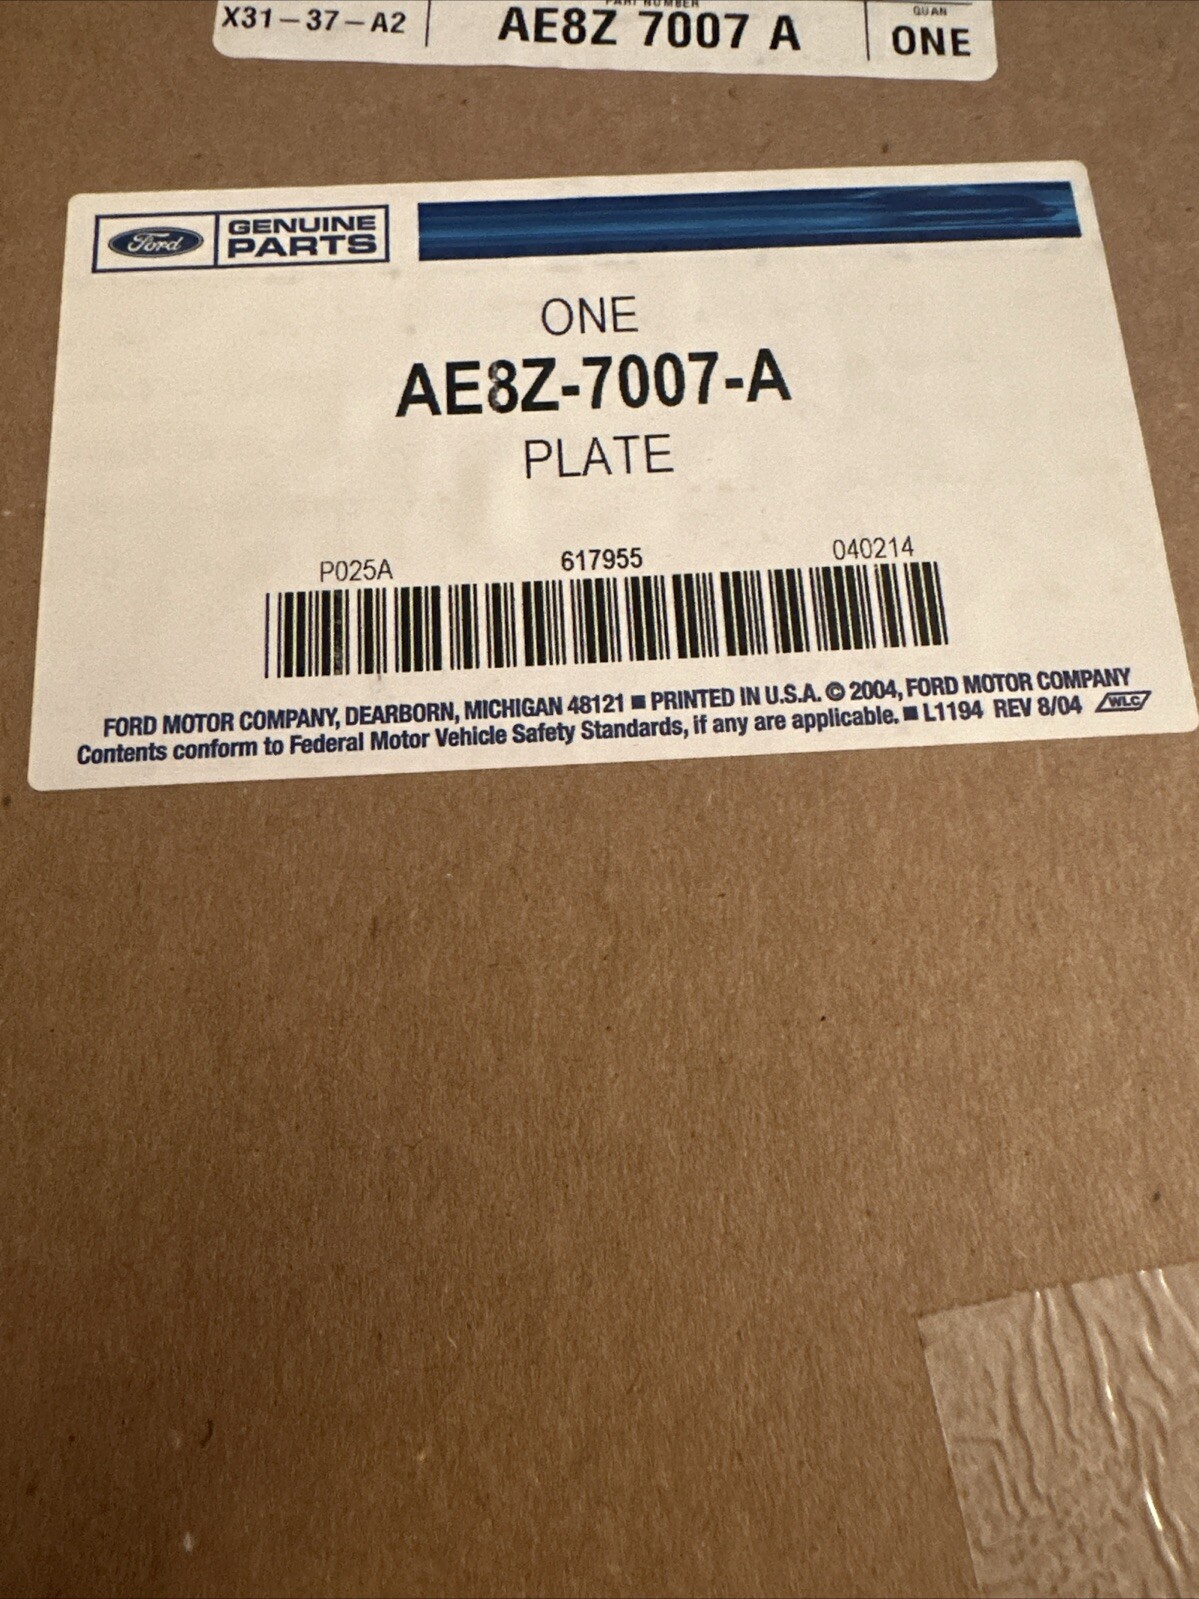 X31-37-A2 AE8Z 7007 A QUAN
ONE
Ford GENUINE PARTS
ONE
AE8Z-7007-A
PLATE
P025A 617955 040214
FORD MOTOR COMPANY, DEARBORN, MICHIGAN 48121 ■ PRINTED IN U.S.A. © 2004, FORD MOTOR COMPANY
Contents conform to Federal Motor Vehicle Safety Standards, if any are applicable. ■ L1194 REV 8/04 WLC